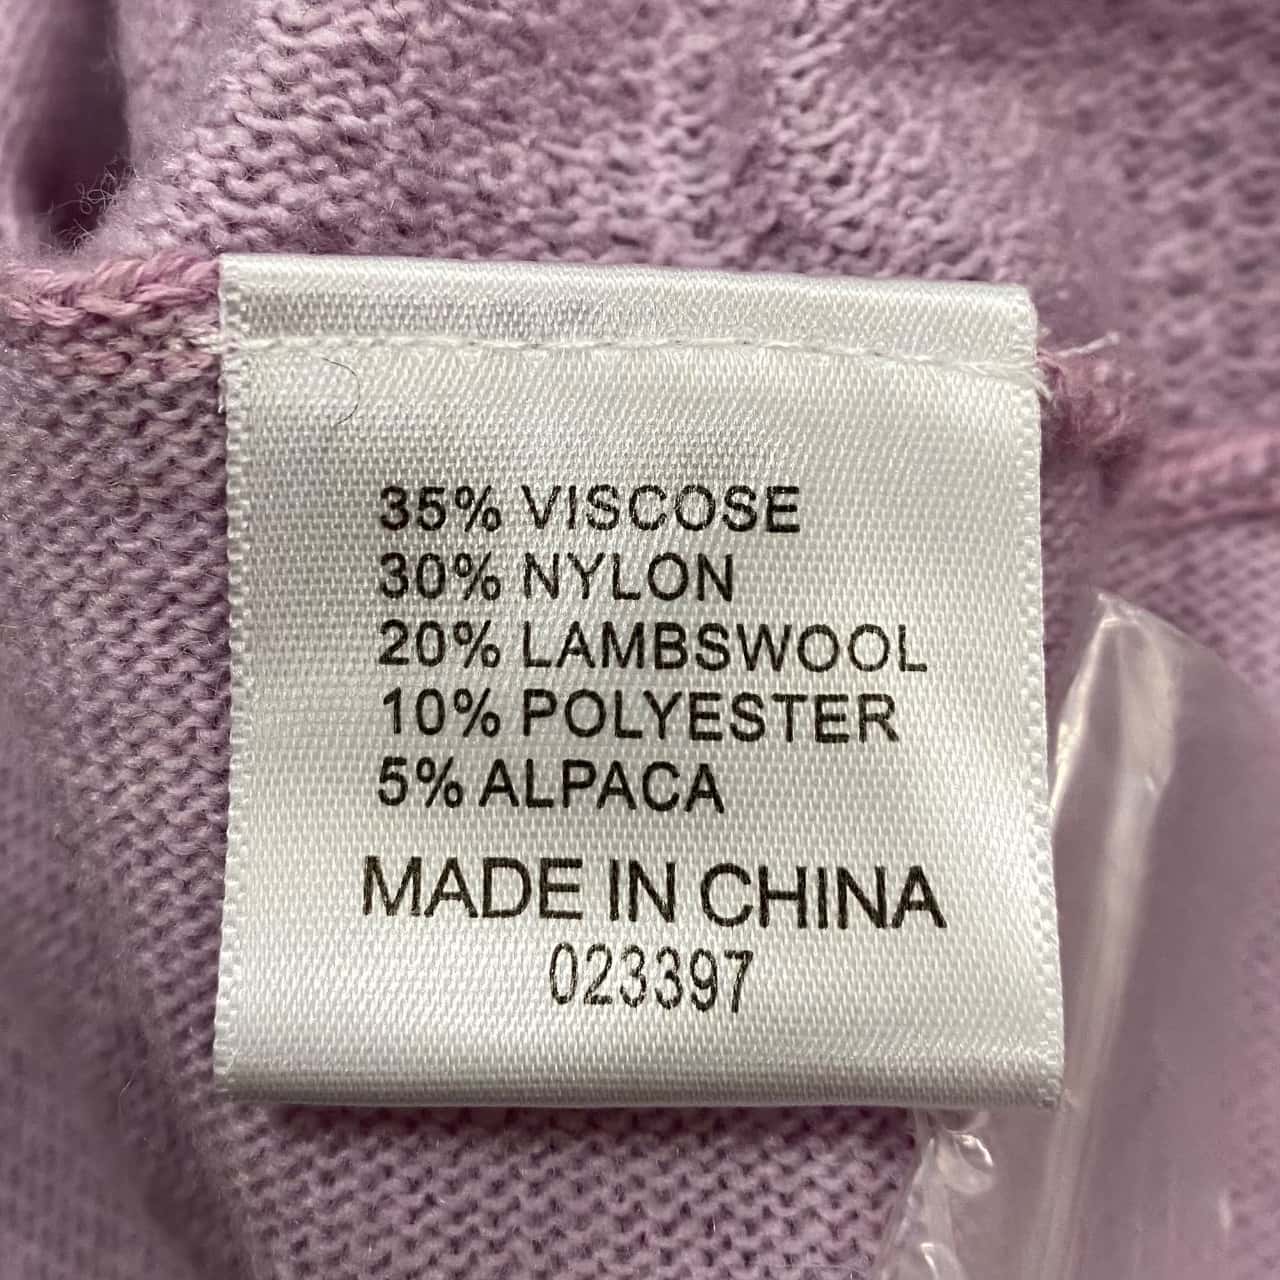 35% VISCOSE
30% NYLON
20% LAMBSWOOL
10% POLYESTER
5% ALPACA
MADE IN CHINA
023397